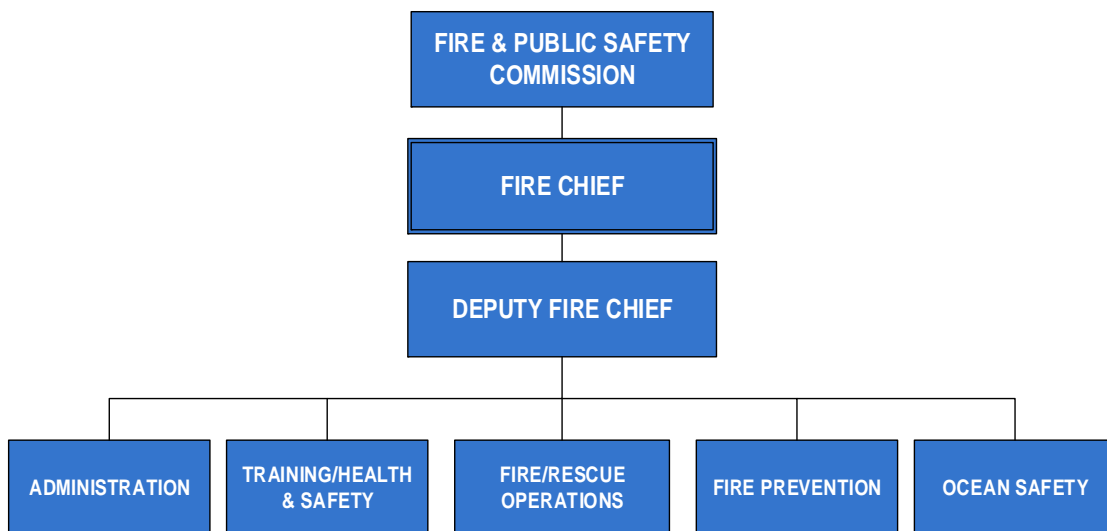 FIRE & PUBLIC SAFETY
COMMISSION
FIRE CHIEF
DEPUTY FIRE CHIEF
ADMINISTRATION
TRAINING/HEALTH
& SAFETY
FIRE/RESCUE
OPERATIONS
FIRE PREVENTION
OCEAN SAFETY